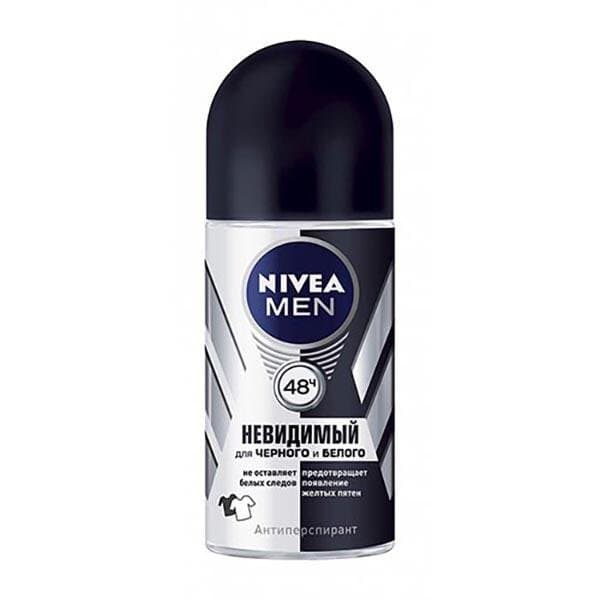 NIVEA
MEN
48ч
НЕВИДИМЫЙ
для ЧЕРНОГО и БЕЛОГО
не оставляет
белых следов
предотвращает
появление
желтых пятен
Антиперспирант